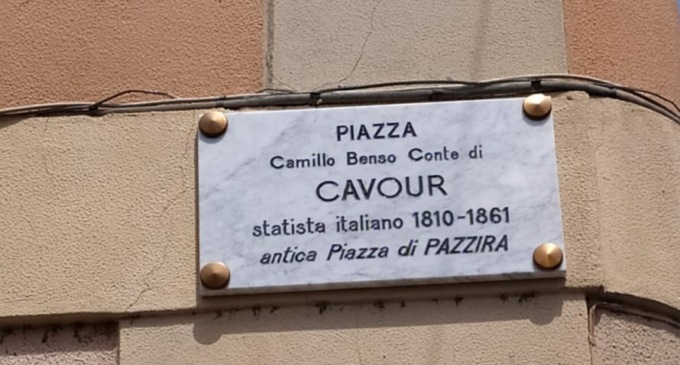 PIAZZA
Camillo Benso Conte di
CAVOUR
statista italiano 1810-1861
antica Piazza di PAZZIRA